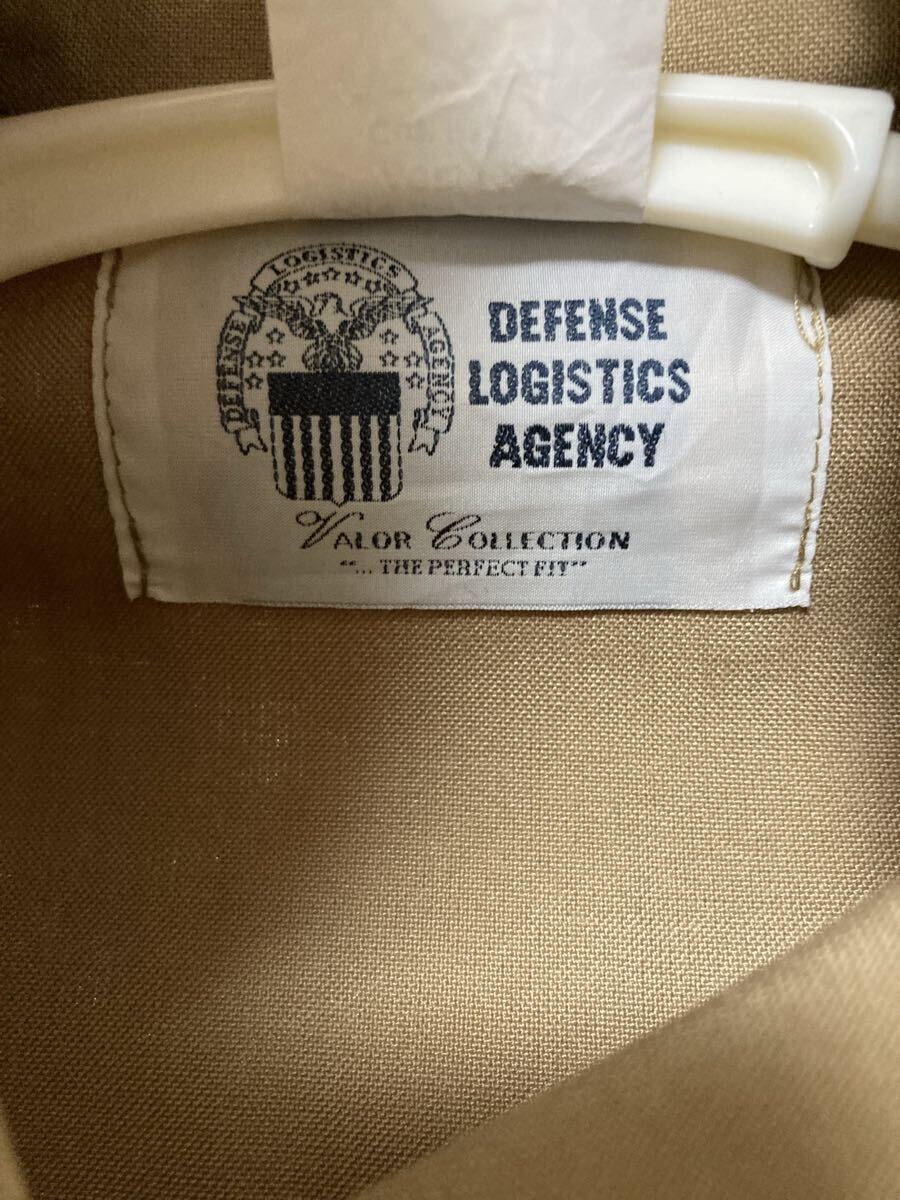 LOGISTICS
DEFENSE
AGENCY
DEFENSE
LOGISTICS
AGENCY
VALOR COLLECTION
"... THE PERFECT FIT"